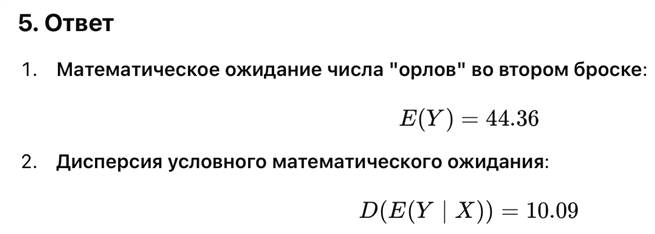 5. Ответ
1. Математическое ожидание числа "орлов" во втором броске:
E(Y) = 44.36
2. Дисперсия условного математического ожидания:
D(E(Y | X)) = 10.09